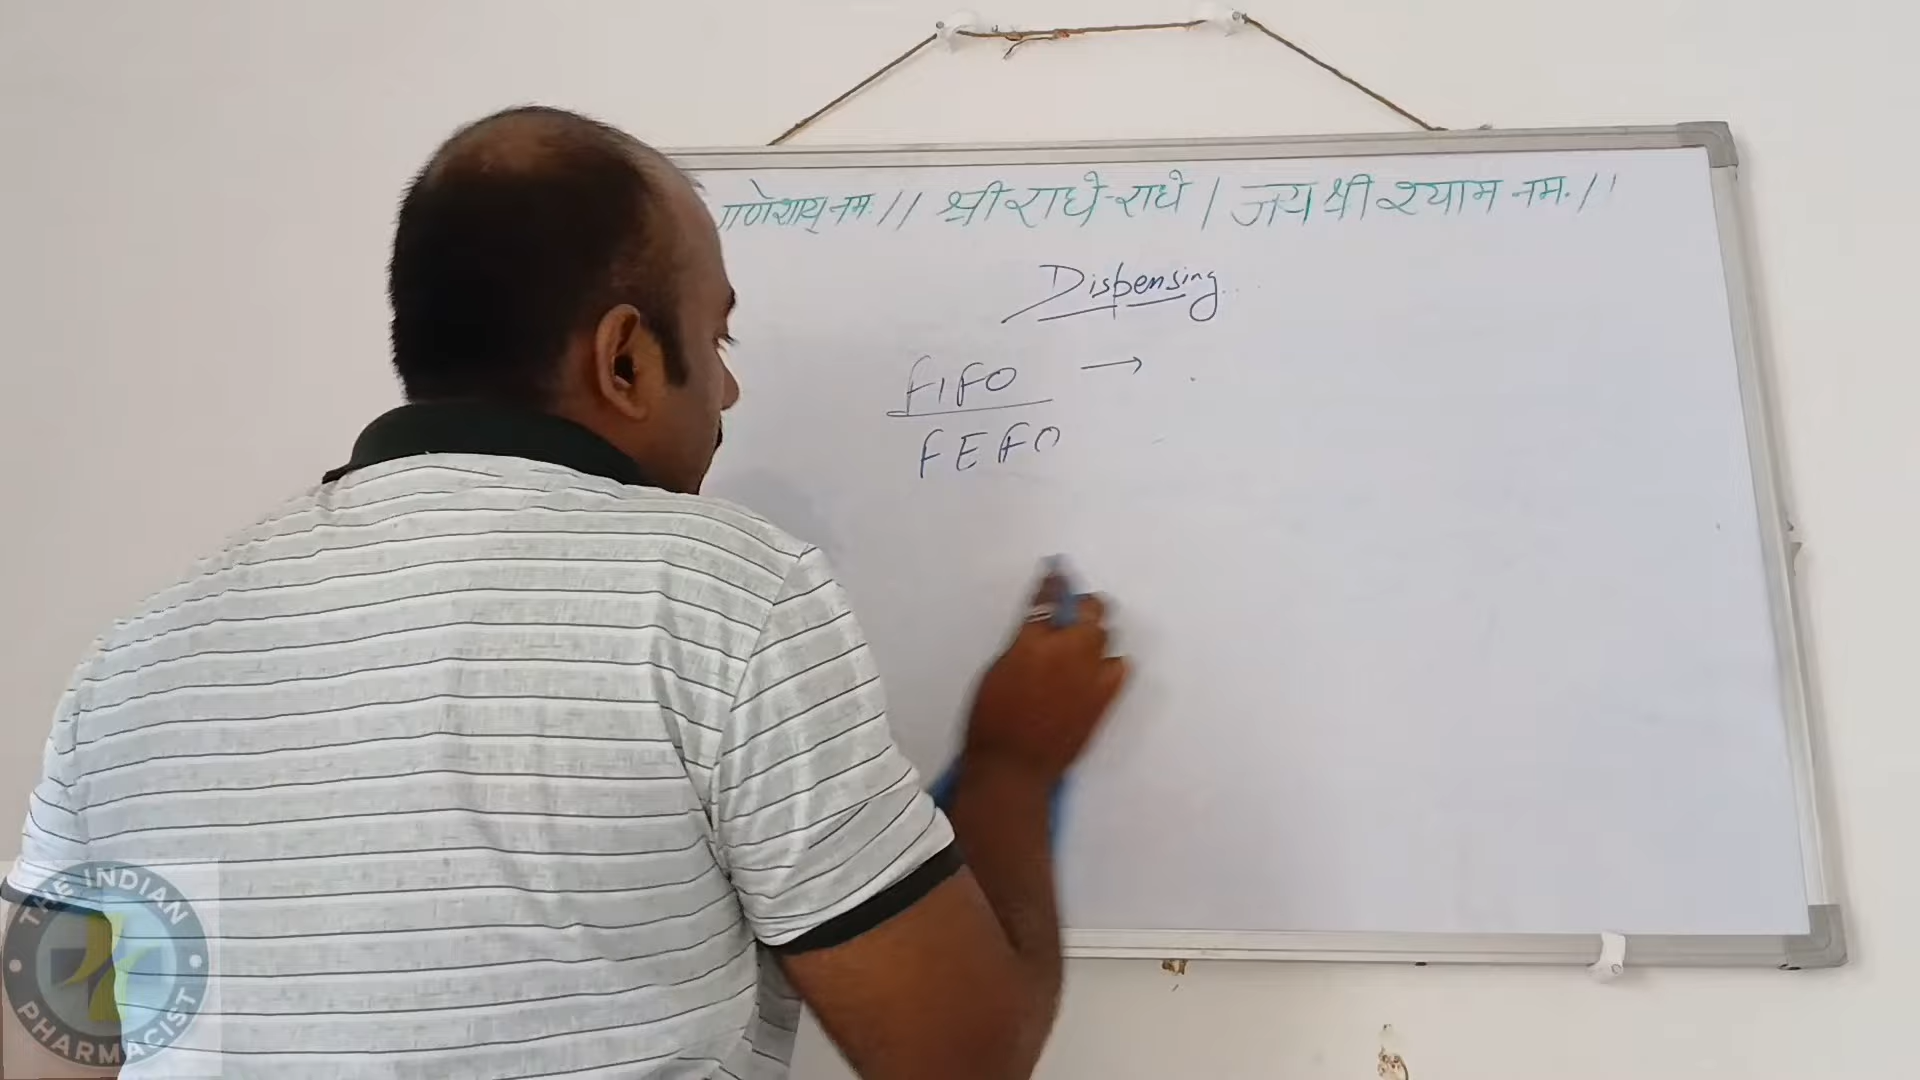 गणेशाय नमः // श्री राधे-राधे / जय श्री श्याम नमः //
Dispensing
FIFO →
FEFO
THE INDIAN
PHARMACIST